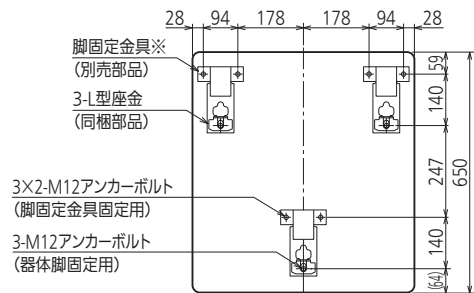 28 94 178 178 94 28
脚固定金具※
(別売部品)
3-L型座金
(同梱部品)
3×2-M12アンカーボルト
(脚固定金具固定用)
3-M12アンカーボルト
(器体脚固定用)
59
140
247
140
(64)
650